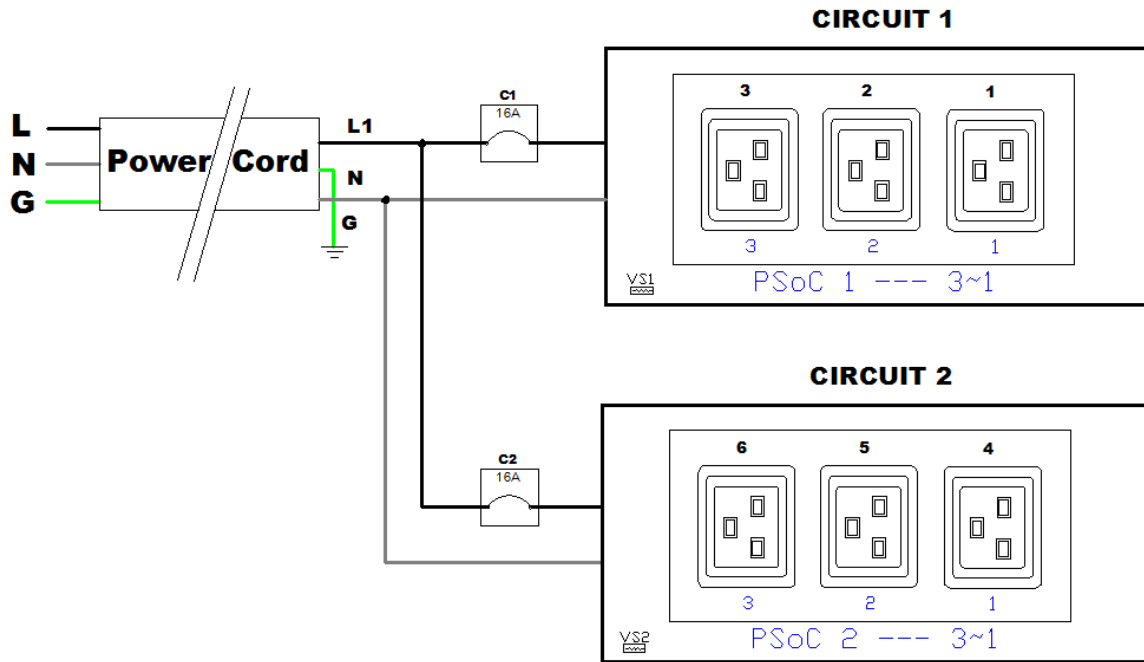 CIRCUIT 1
L
N
G
Power Cord
L1
N
G
C1
16A
3 2 1
3 2 1
VS1
PSoC 1 --- 3~1
CIRCUIT 2
C2
16A
6 5 4
3 2 1
VS2
PSoC 2 --- 3~1